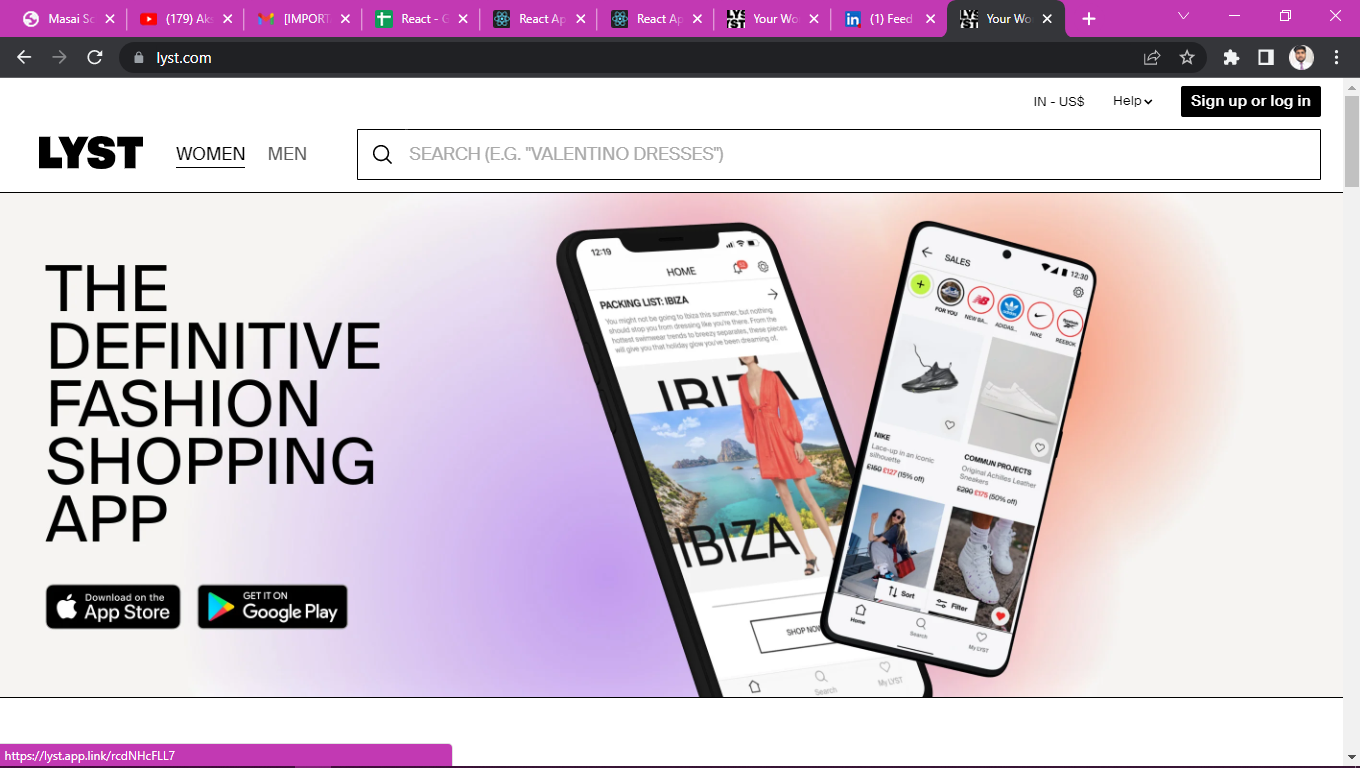 Masai Sc
(179) Aks
[IMPORT
React - G
React Ap
React Ap
Your Wo
(1) Feed
Your Wo
lyst.com
IN - US$
Help
Sign up or log in
LYST
WOMEN
MEN
SEARCH (E.G. "VALENTINO DRESSES")
THE
DEFINITIVE
FASHION
SHOPPING
APP
Download on the
App Store
GET IT ON
Google Play
12:19
HOME
PACKING LIST: IBIZA
You might not be going to Ibiza this summer, but nothing
should stop you from dressing like you're there. From the
hottest swimwear trends to breezy separates, these pieces
will give you that holiday glow you've been dreaming of.
IBIZA
IBIZA
SHOP NOW
Search
My LYST
12:30
SALES
FOR YOU
NEW BA...
ADIDAS...
NIKE
REEBOK
NIKE
Lace-up in an iconic
silhouette
£150 £127 (15% off)
COMMUN PROJECTS
Original Achilles Leather
Sneakers
£290 £175 (50% off)
Sort
Filter
Home
Search
My LYST
https://lyst.app.link/rcdNHcFLL7